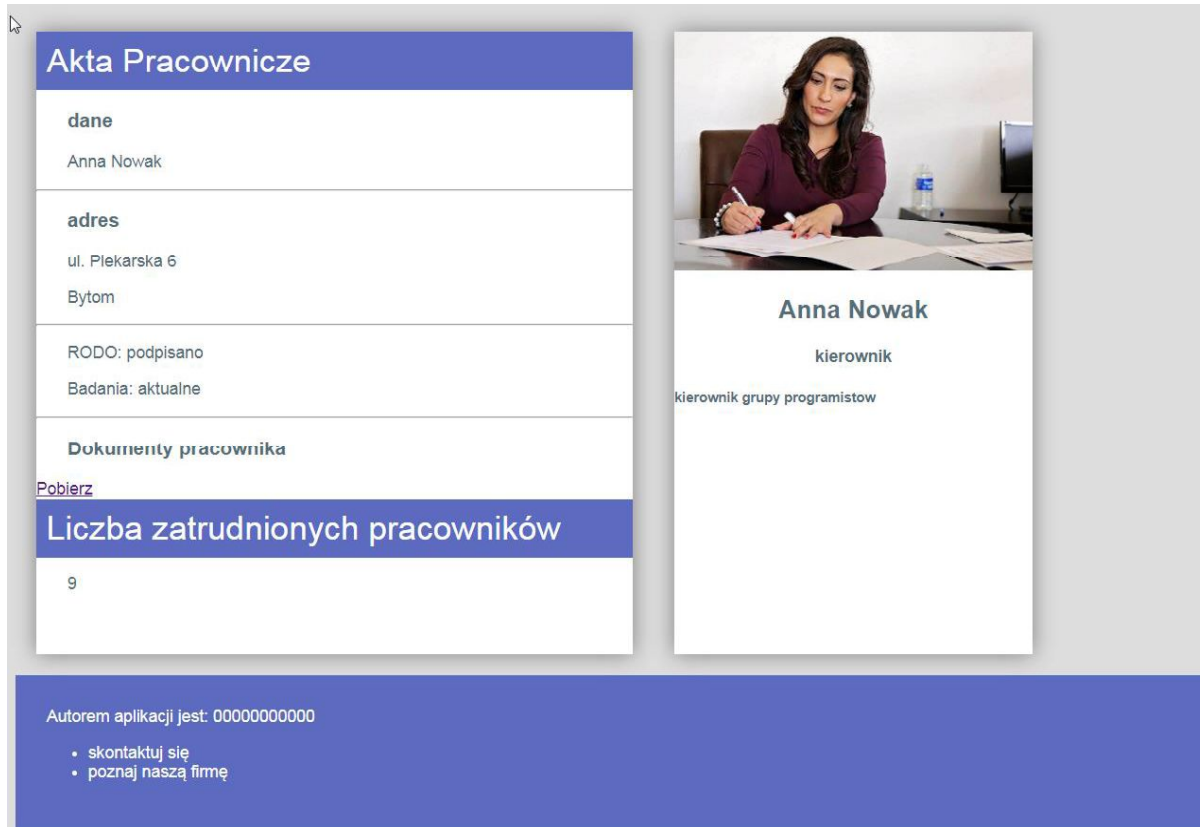 Akta Pracownicze
dane
Anna Nowak
adres
ul. Piekarska 6
Bytom
RODO: podpisano
Badania: aktualne
Dokumenty pracownika
Pobierz
Liczba zatrudnionych pracowników
9
Anna Nowak
kierownik
kierownik grupy programistow
Autorem aplikacji jest: 00000000000
skontaktuj się
poznaj naszą firmę